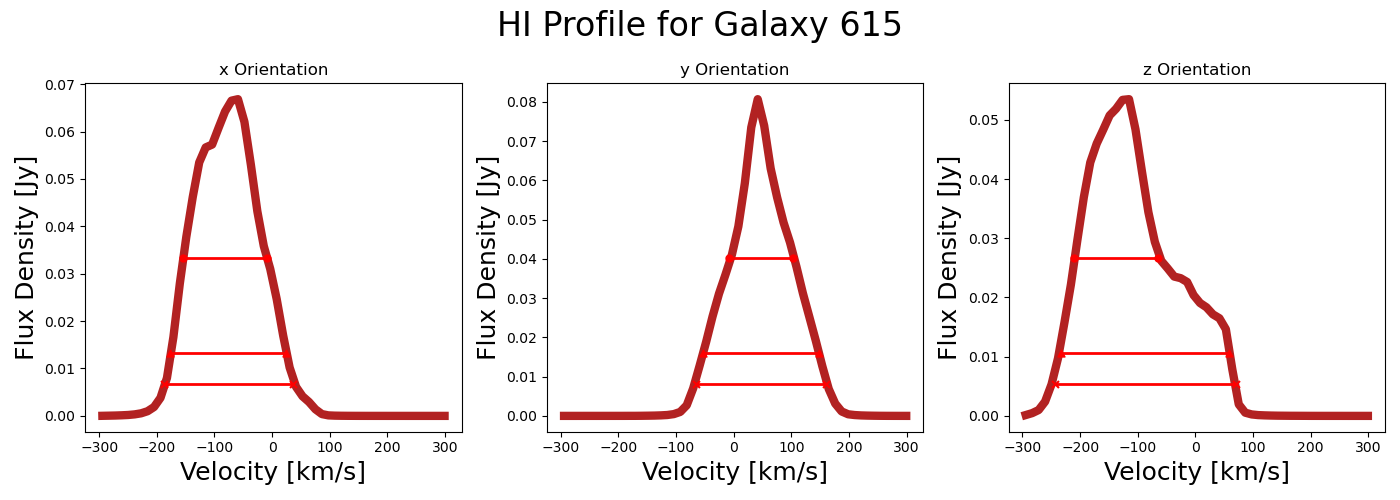 HI Profile for Galaxy 615
x Orientation
Flux Density [Jy]
0.07
0.06
0.05
0.04
0.03
0.02
0.01
0.00
−300 −200 −100 0 100 200 300
Velocity [km/s]
y Orientation
Flux Density [Jy]
0.08
0.07
0.06
0.05
0.04
0.03
0.02
0.01
0.00
−300 −200 −100 0 100 200 300
Velocity [km/s]
z Orientation
Flux Density [Jy]
0.05
0.04
0.03
0.02
0.01
0.00
−300 −200 −100 0 100 200 300
Velocity [km/s]